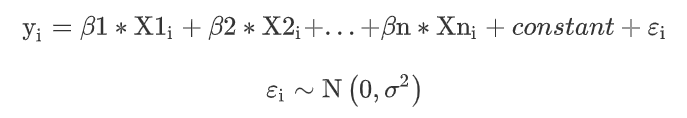 yᵢ = β1 * X1ᵢ + β2 * X2ᵢ+…+βn * Xnᵢ + constant + εᵢ
εᵢ ∼ N (0, σ²)